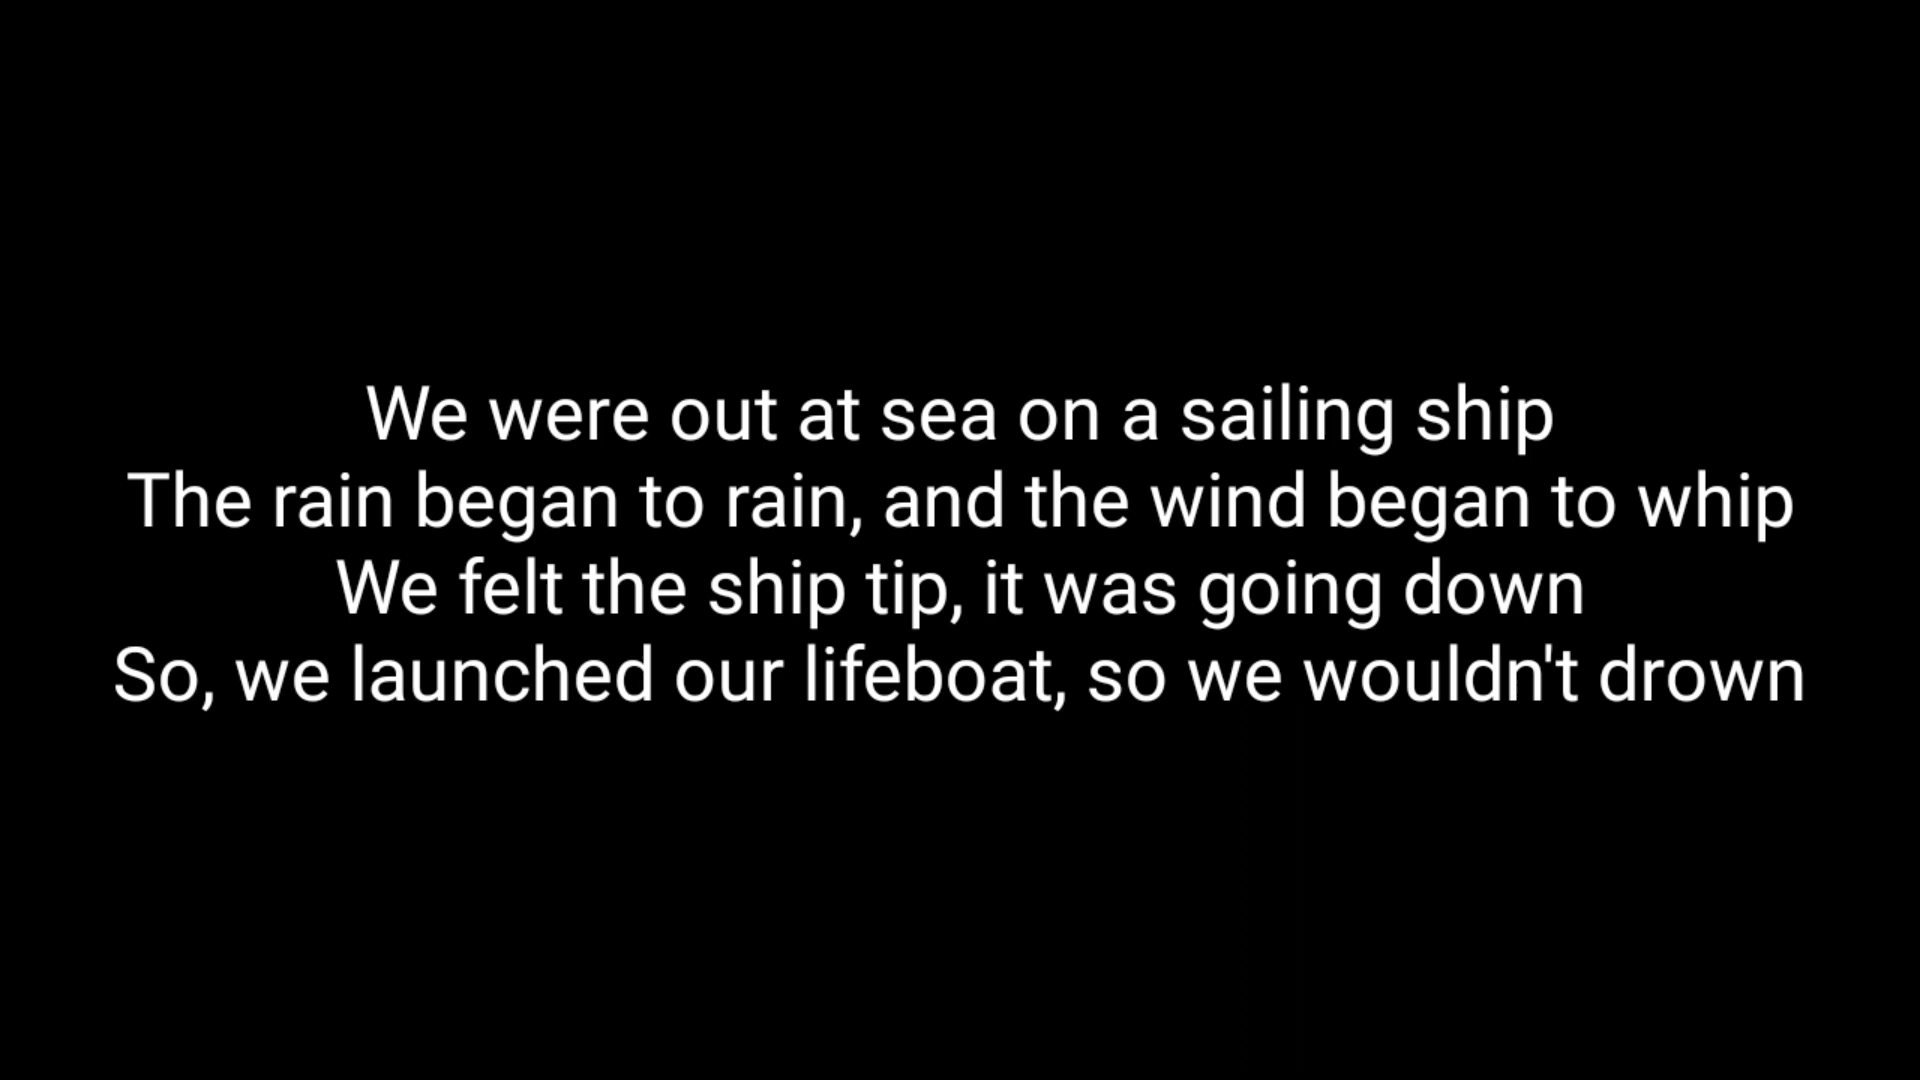 We were out at sea on a sailing ship
The rain began to rain, and the wind began to whip
We felt the ship tip, it was going down
So, we launched our lifeboat, so we wouldn't drown